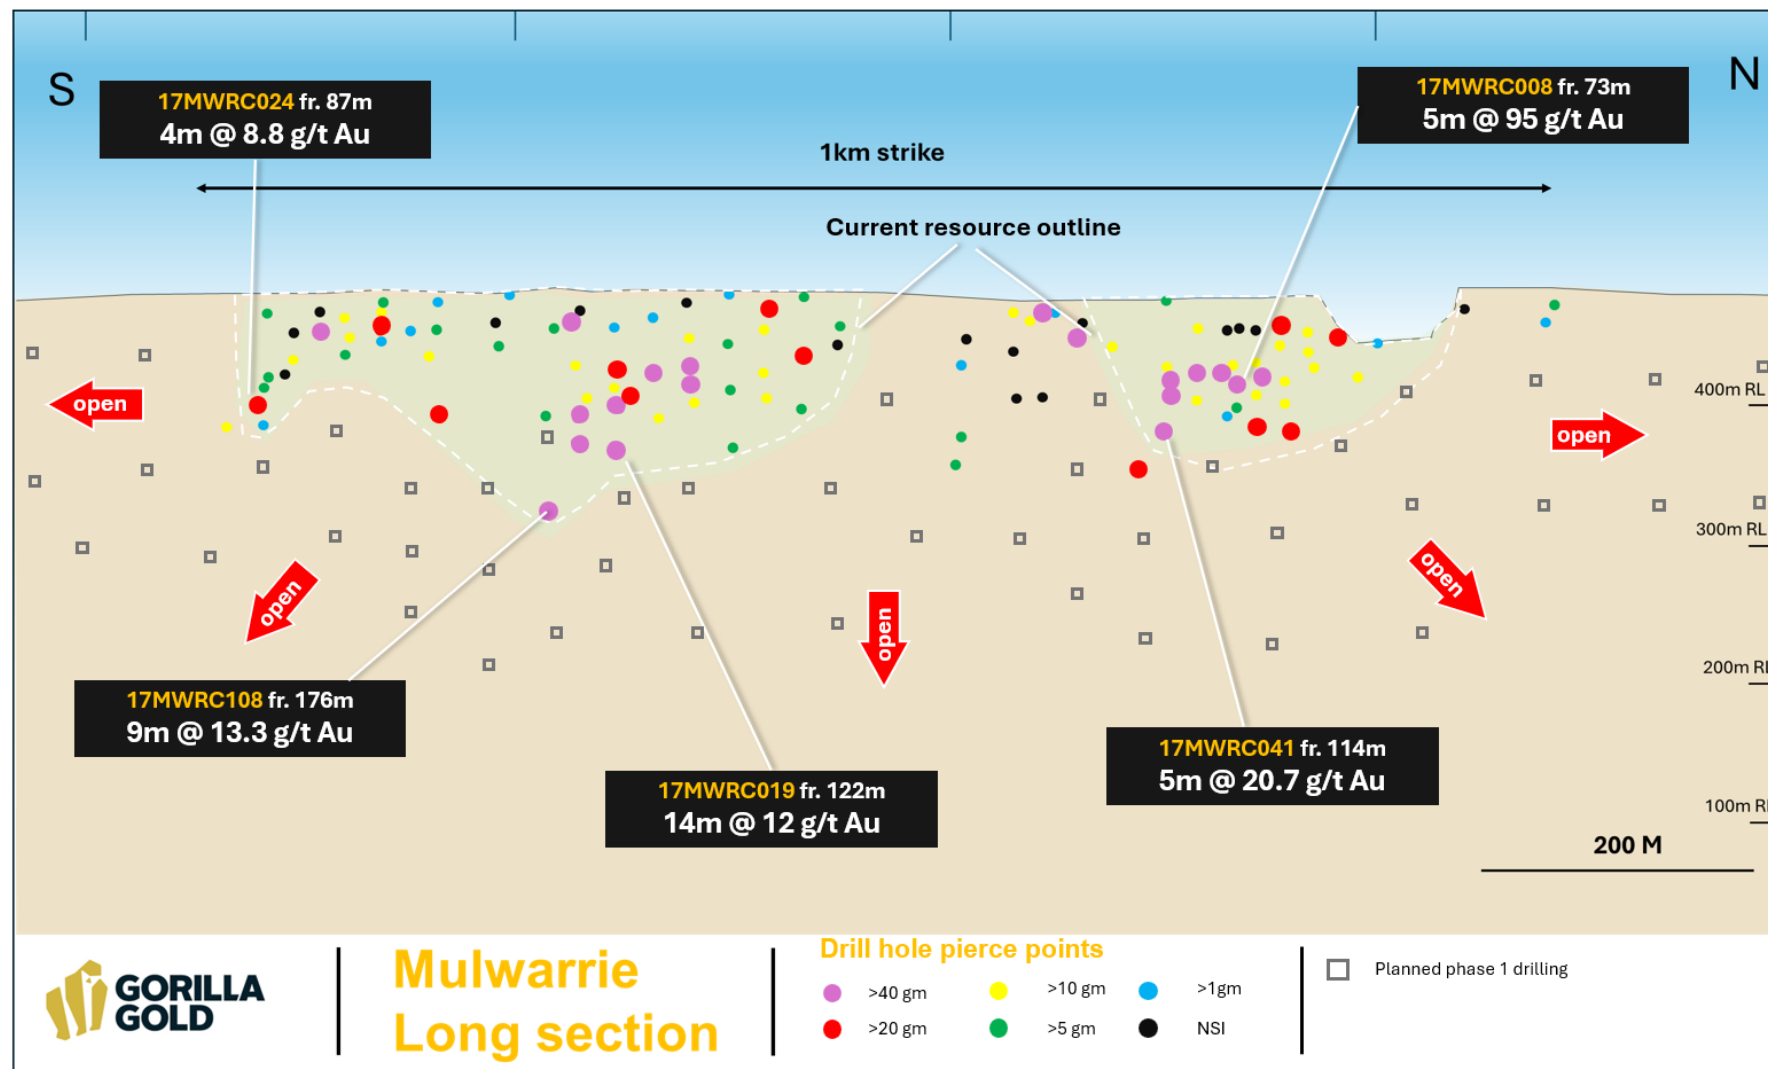 S
N
17MWRC024 fr. 87m
4m @ 8.8 g/t Au
17MWRC008 fr. 73m
5m @ 95 g/t Au
1km strike
Current resource outline
open
open
400m RL
300m RL
open
open
open
200m RL
100m RL
17MWRC108 fr. 176m
9m @ 13.3 g/t Au
17MWRC019 fr. 122m
14m @ 12 g/t Au
17MWRC041 fr. 114m
5m @ 20.7 g/t Au
200 M
GORILLA
GOLD
Mulwarrie
Long section
Drill hole pierce points
>40 gm
>10 gm
>1gm
>20 gm
>5 gm
NSI
Planned phase 1 drilling